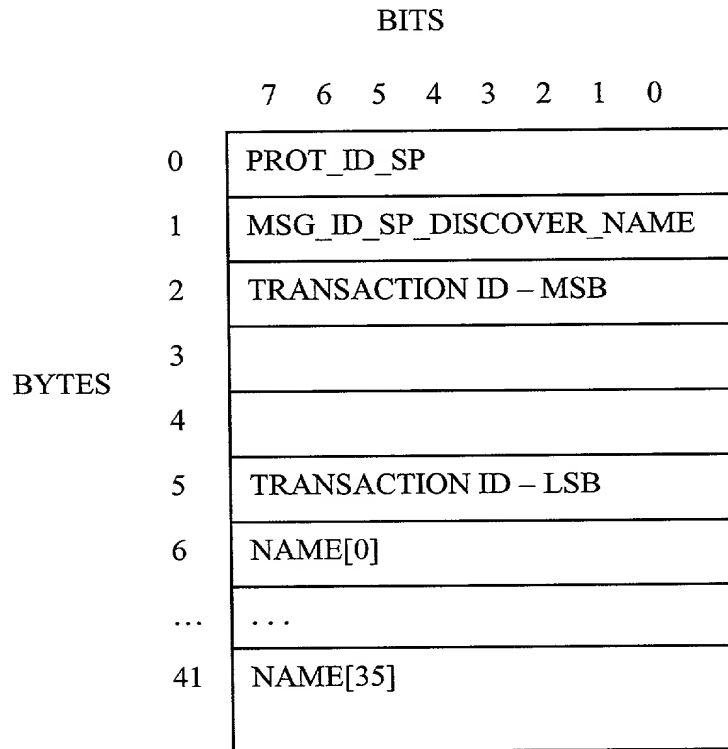 BITS
7 6 5 4 3 2 1 0
0 PROT_ID_SP
1 MSG_ID_SP_DISCOVER_NAME
2 TRANSACTION ID – MSB
3
BYTES
4
5 TRANSACTION ID – LSB
6 NAME[0]
... ...
41 NAME[35]